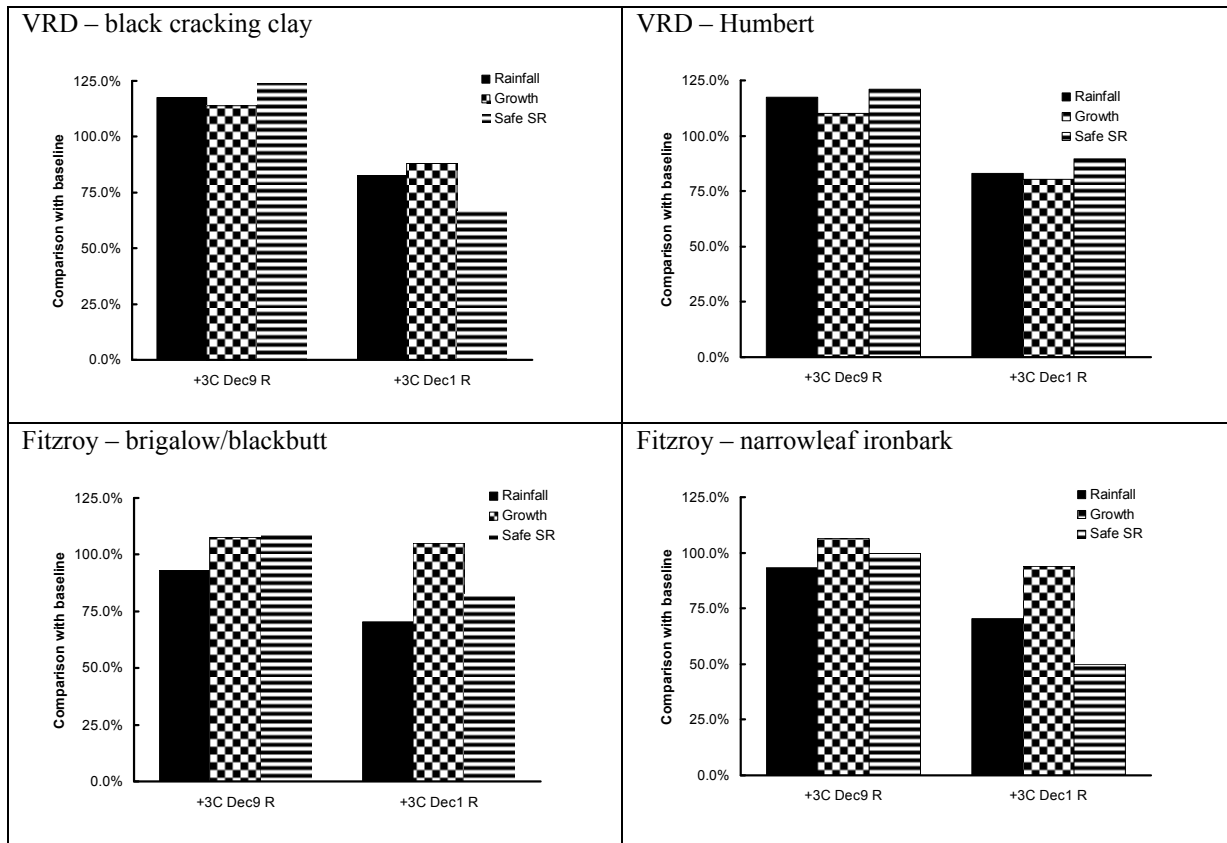 VRD – black cracking clay
Comparison with baseline
125.0%
100.0%
75.0%
50.0%
25.0%
0.0%
Rainfall
Growth
Safe SR
+3C Dec9 R
+3C Dec1 R
VRD – Humbert
Comparison with baseline
125.0%
100.0%
75.0%
50.0%
25.0%
0.0%
Rainfall
Growth
Safe SR
+3C Dec9 R
+3C Dec1 R
Fitzroy – brigalow/blackbutt
Comparison with baseline
125.0%
100.0%
75.0%
50.0%
25.0%
0.0%
Rainfall
Growth
Safe SR
+3C Dec9 R
+3C Dec1 R
Fitzroy – narrowleaf ironbark
Comparison with baseline
125.0%
100.0%
75.0%
50.0%
25.0%
0.0%
Rainfall
Growth
Safe SR
+3C Dec9 R
+3C Dec1 R